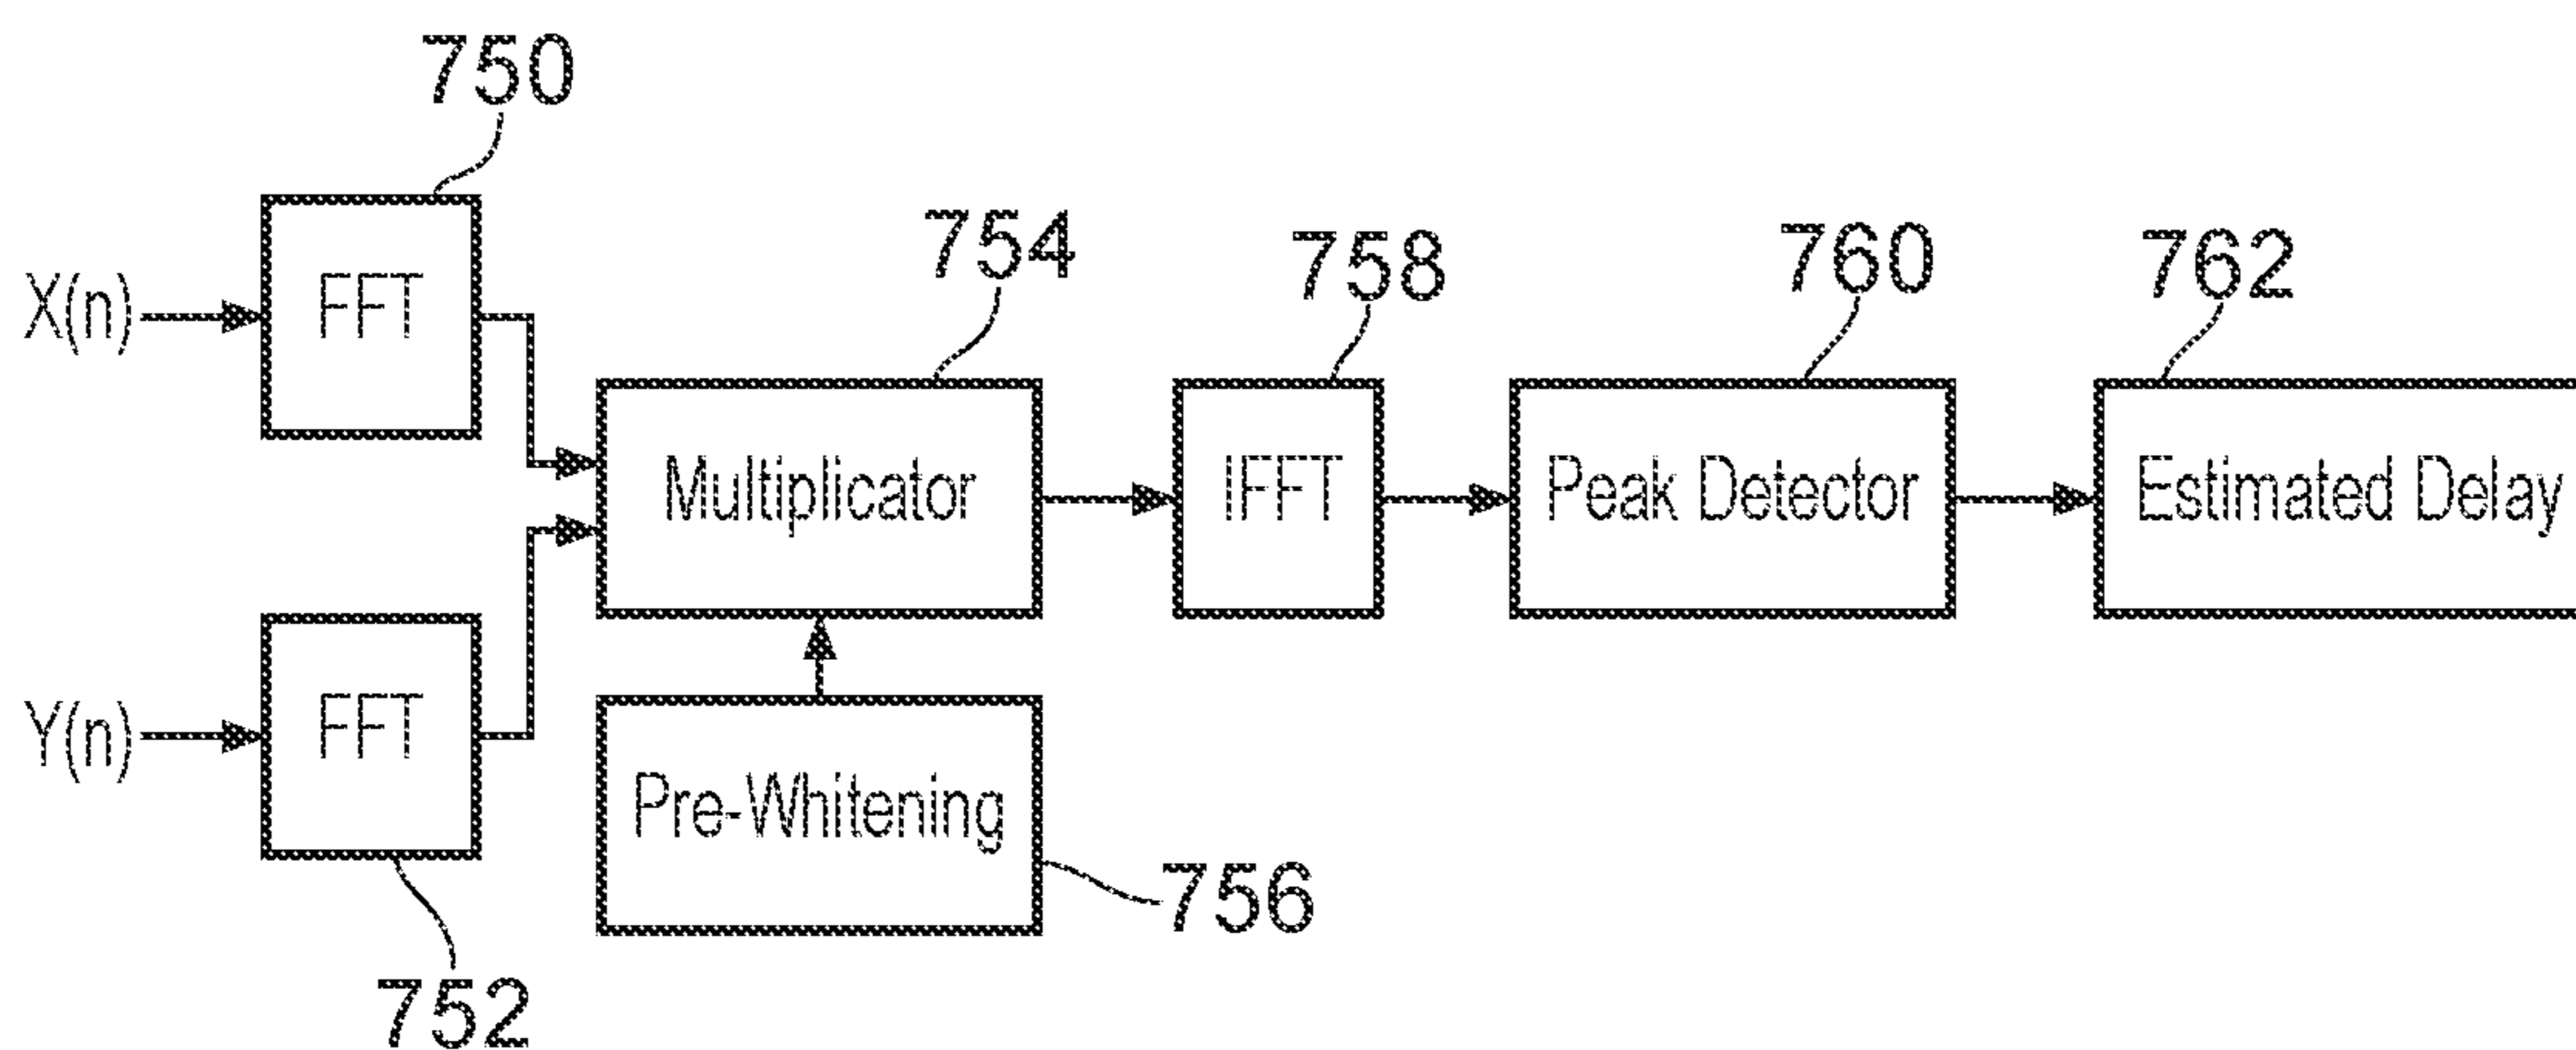 750
754
758
760
762
X(n)
FFT
Multiplicator
IFFT
Peak Detector
Estimated Delay
Y(n)
FFT
Pre-Whitening
756
752